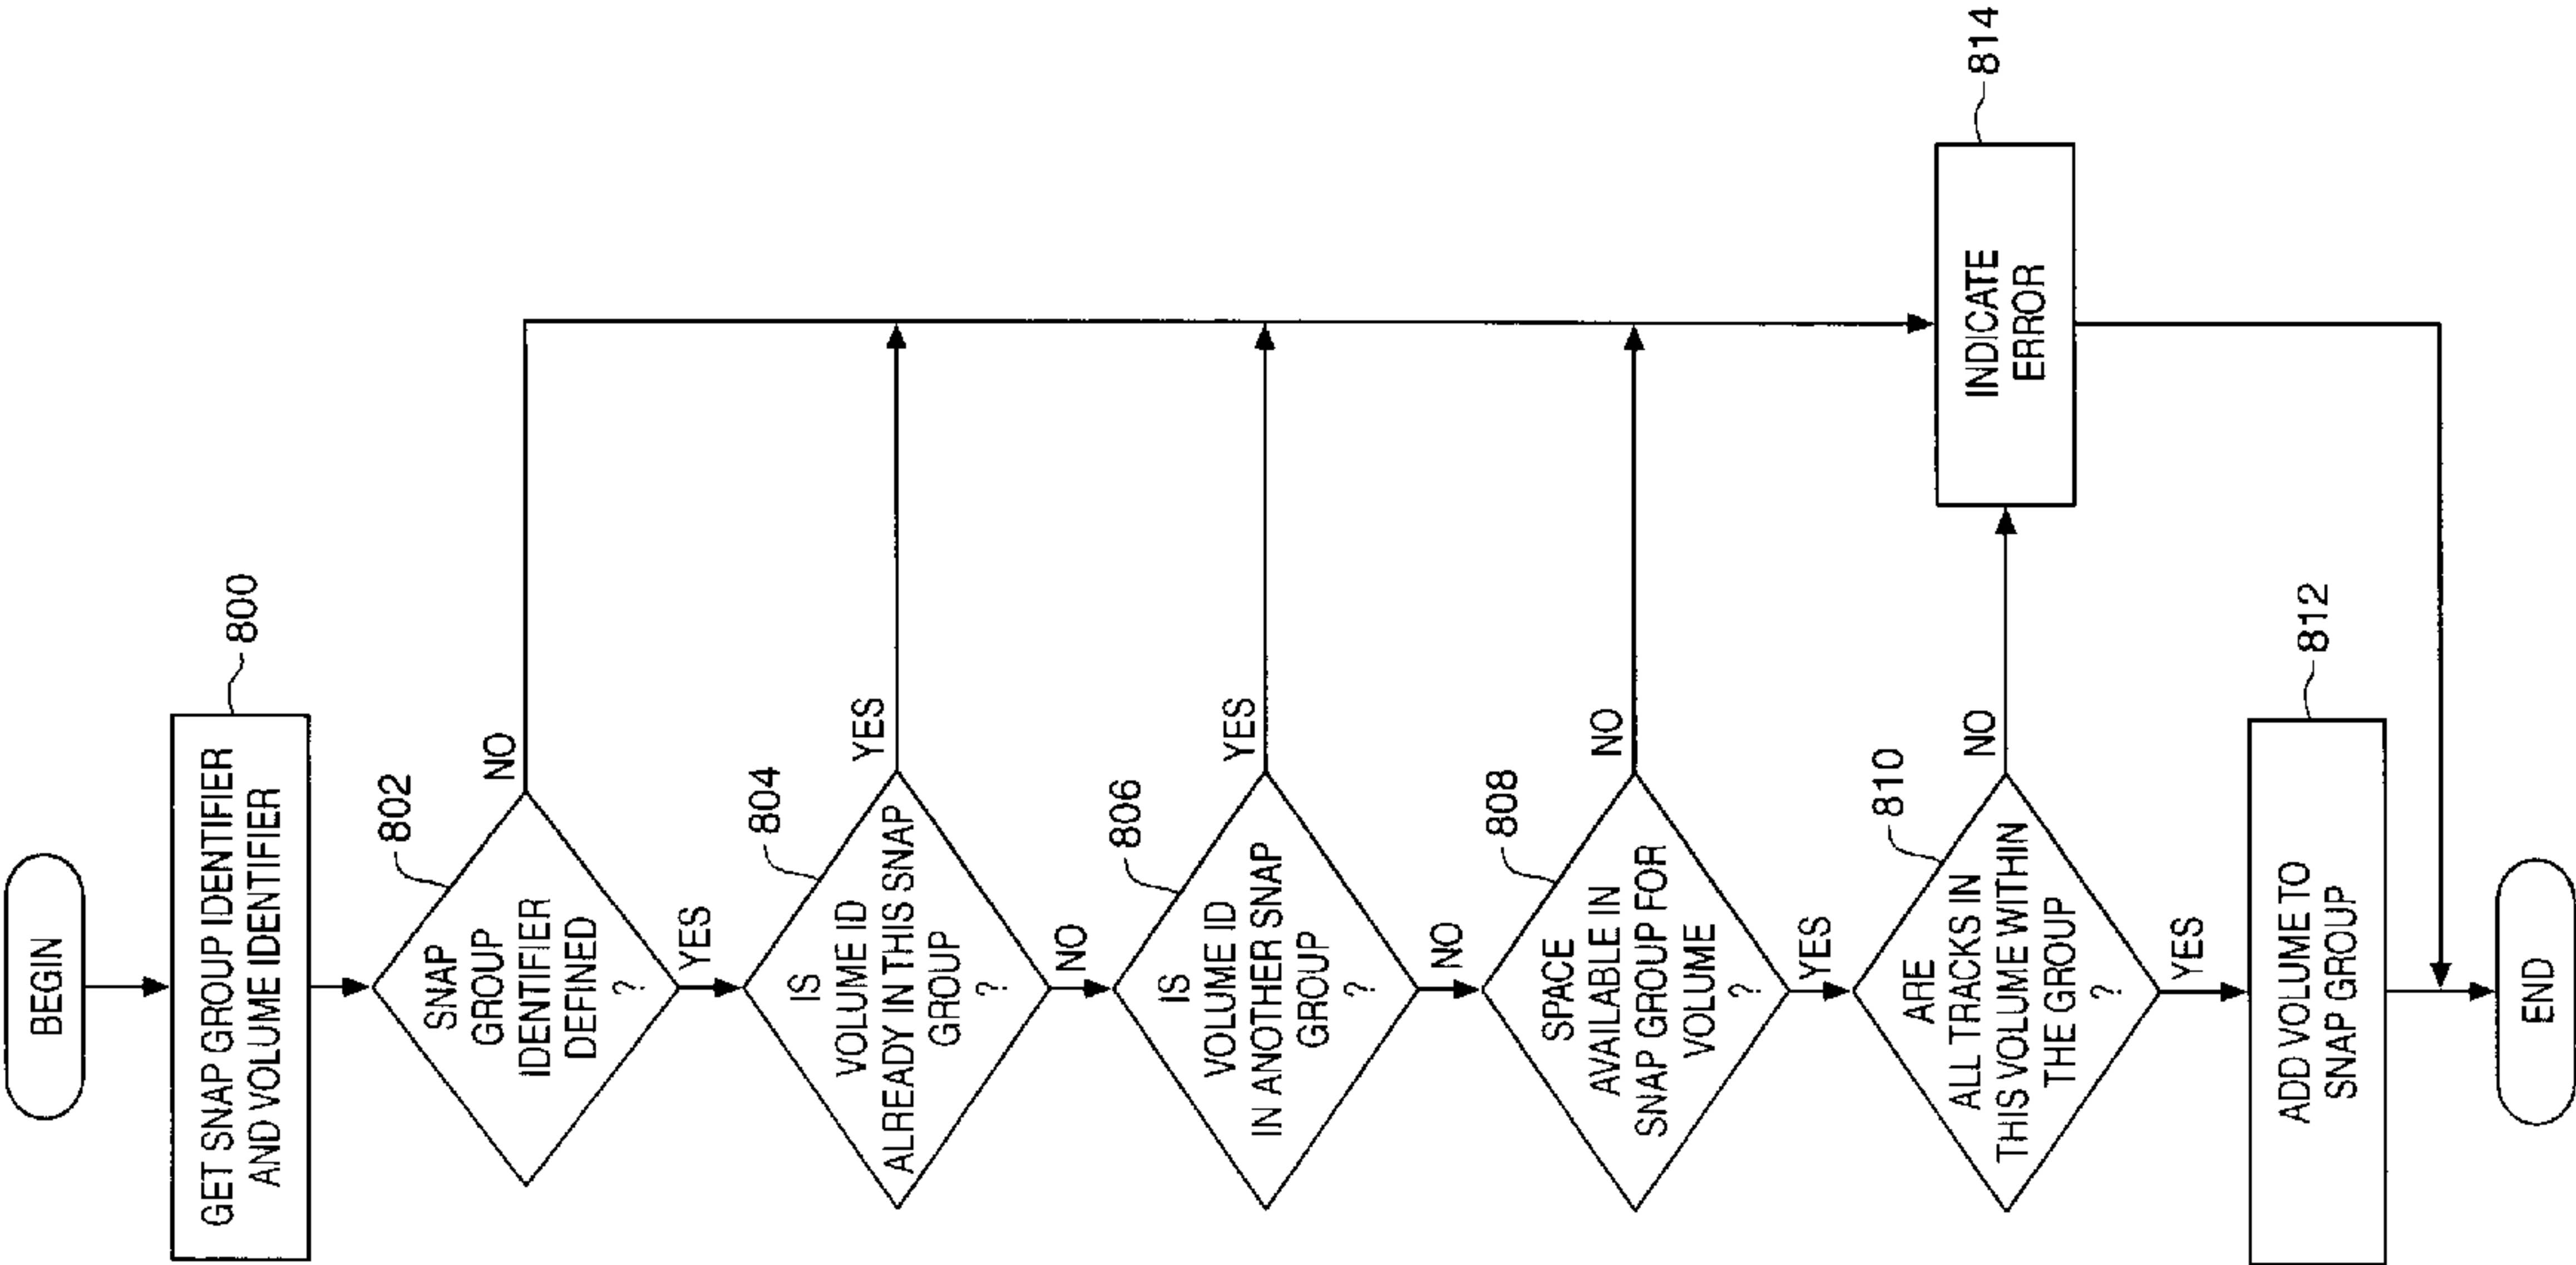 BEGIN
GET SNAP GROUP IDENTIFIER
AND VOLUME IDENTIFIER
800
SNAP
GROUP
IDENTIFIER
DEFINED
?
802
NO
YES
IS
VOLUME ID
ALREADY IN THIS SNAP
GROUP
?
804
YES
NO
IS
VOLUME ID
IN ANOTHER SNAP
GROUP
?
806
YES
NO
SPACE
AVAILABLE IN
SNAP GROUP FOR
VOLUME
?
808
NO
YES
ARE
ALL TRACKS IN
THIS VOLUME WITHIN
THE GROUP
?
810
NO
YES
INDICATE
ERROR
814
ADD VOLUME TO
SNAP GROUP
812
END